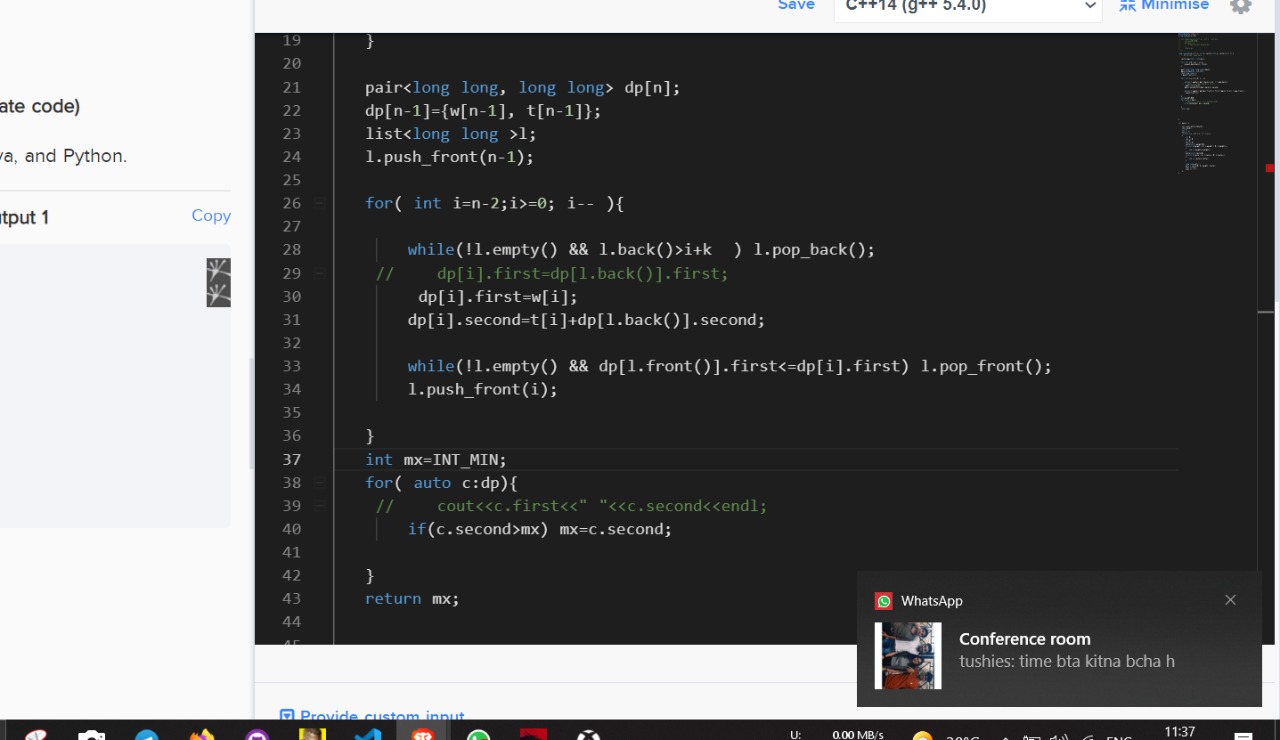 Save
C++14 (g++ 5.4.0)
Minimise
ate code)
va, and Python.
tput 1
Copy
19 }
20
21 pair<long long, long long> dp[n];
22 dp[n-1]={w[n-1], t[n-1]};
23 list<long long >l;
24 l.push_front(n-1);
25
26 for( int i=n-2;i>=0; i-- ){
27
28 while(!l.empty() && l.back()>i+k  ) l.pop_back();
29 //    dp[i].first=dp[l.back()].first;
30 dp[i].first=w[i];
31 dp[i].second=t[i]+dp[l.back()].second;
32
33 while(!l.empty() && dp[l.front()].first<=dp[i].first) l.pop_front();
34 l.push_front(i);
35
36 }
37 int mx=INT_MIN;
38 for( auto c:dp){
39 //    cout<<c.first<<" "<<c.second<<endl;
40 if(c.second>mx) mx=c.second;
41
42 }
43 return mx;
44
45
WhatsApp
Conference room
tushies: time bta kitna bcha h
Provide custom input
U:
0.00 MB/s
ENG
11:37